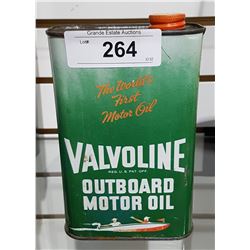 Grande Estate Auctions
Lot#
264
The World's
First
Motor Oil
VALVOLINE
REG. U.S. PAT. OFF.
OUTBOARD
MOTOR OIL